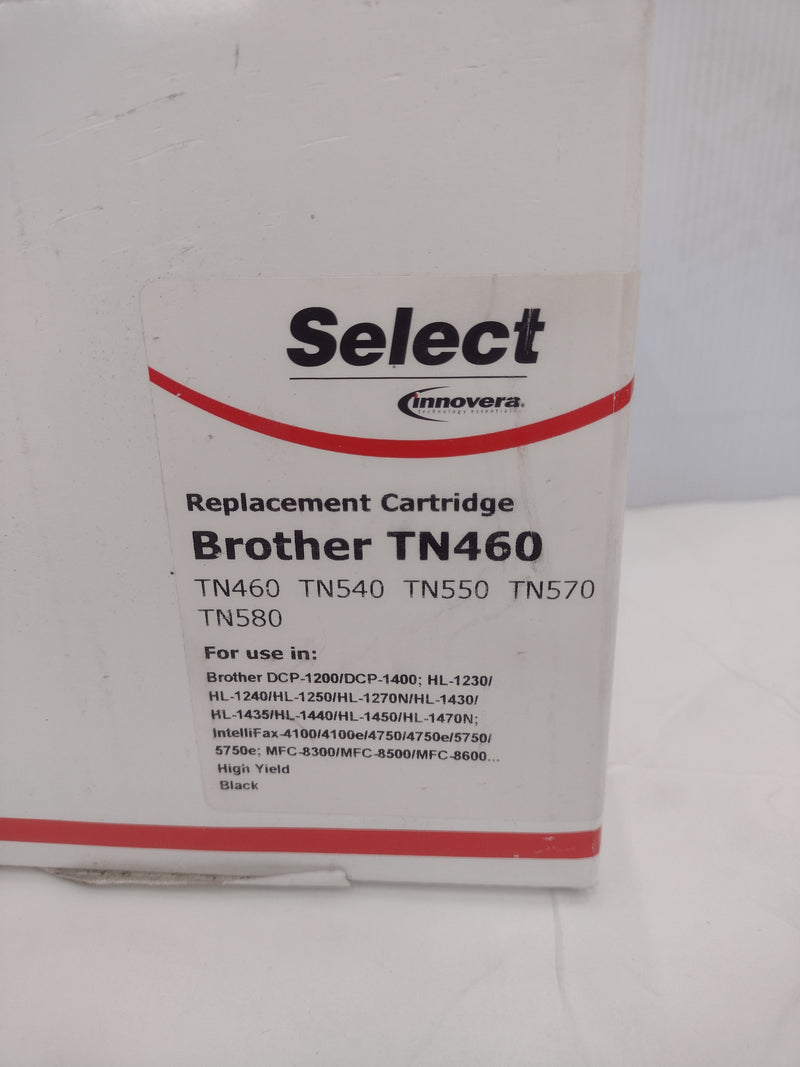 Select
innovera®
technology essentials
Replacement Cartridge
Brother TN460
TN460 TN540 TN550 TN570
TN580
For use in:
Brother DCP-1200/DCP-1400; HL-1230/
HL-1240/HL-1250/HL-1270N/HL-1430/
HL-1435/HL-1440/HL-1450/HL-1470N;
IntelliFax-4100/4100e/4750/4750e/5750/
5750e; MFC-8300/MFC-8500/MFC-8600...
High Yield
Black